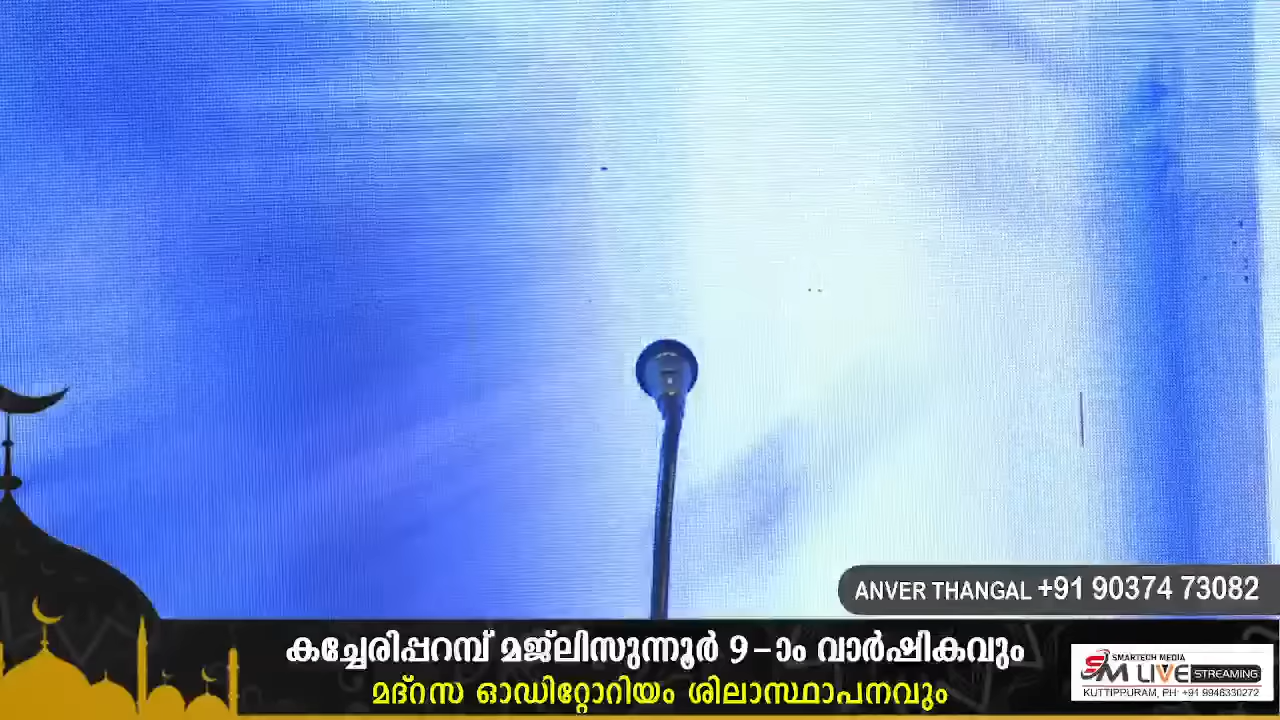 ANVER THANGAL +91 90374 73082
കച്ചേരിപ്പറമ്പ് മജ്ലിസുന്നൂർ 9-ാം വാർഷികവും
മദ്റസ ഓഡിറ്റോറിയം ശിലാസ്ഥാപനവും
SMARTECH MEDIA
SM LIVE STREAMING
KUTTIPPURAM, PH: +91 9946330272